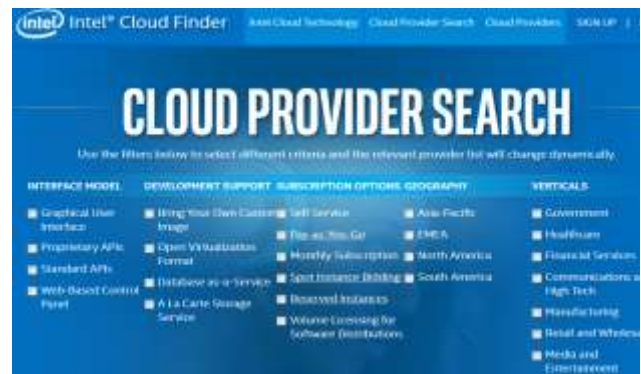 intel Intel® Cloud Finder Intel Cloud Technology Cloud Provider Search Cloud Providers SIGN UP |
CLOUD PROVIDER SEARCH
Use the filters below to select different criteria and the relevant provider list will change dynamically.
INTERFACE MODEL
Graphical User
Interface
Proprietary APIs
Standard APIs
Web-Based Control
Panel
DEVELOPMENT SUPPORT
Bring Your Own Custom
Image
Open Virtualization
Format
Database-as-a-Service
A La Carte Storage
Service
SUBSCRIPTION OPTIONS
Self Service
Pay-as-You-Go
Monthly Subscription
Spot Instance Bidding
Reserved Instances
Volume Licensing for
Software Distributions
GEOGRAPHY
Asia-Pacific
EMEA
North America
South America
VERTICALS
Government
Healthcare
Financial Services
Communications
High Tech
Manufacturing
Retail and Wholesa
Media and
Entertainment